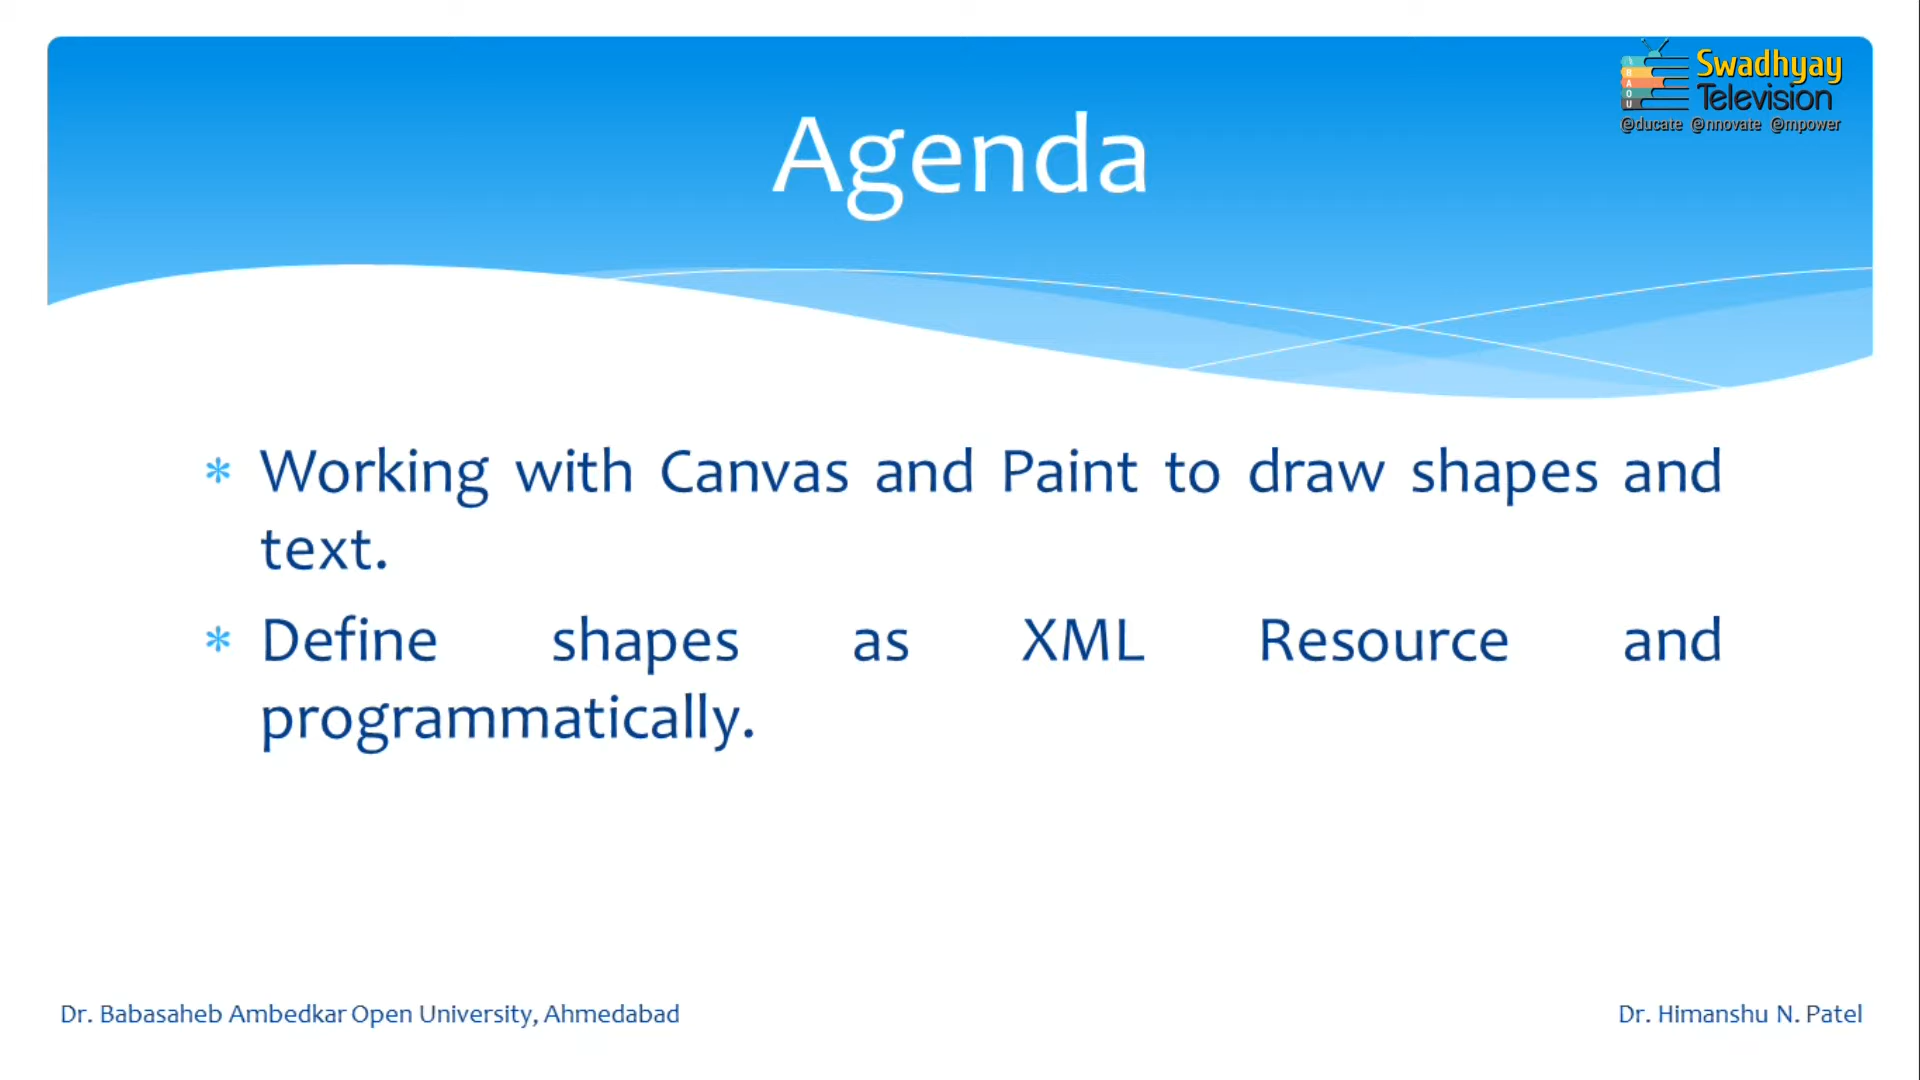 Swadhyay
Television
@ducate @nnovate @mpower
B
A
O
U
Agenda
* Working with Canvas and Paint to draw shapes and
text.
* Define shapes as XML Resource and
programmatically.
Dr. Babasaheb Ambedkar Open University, Ahmedabad
Dr. Himanshu N. Patel